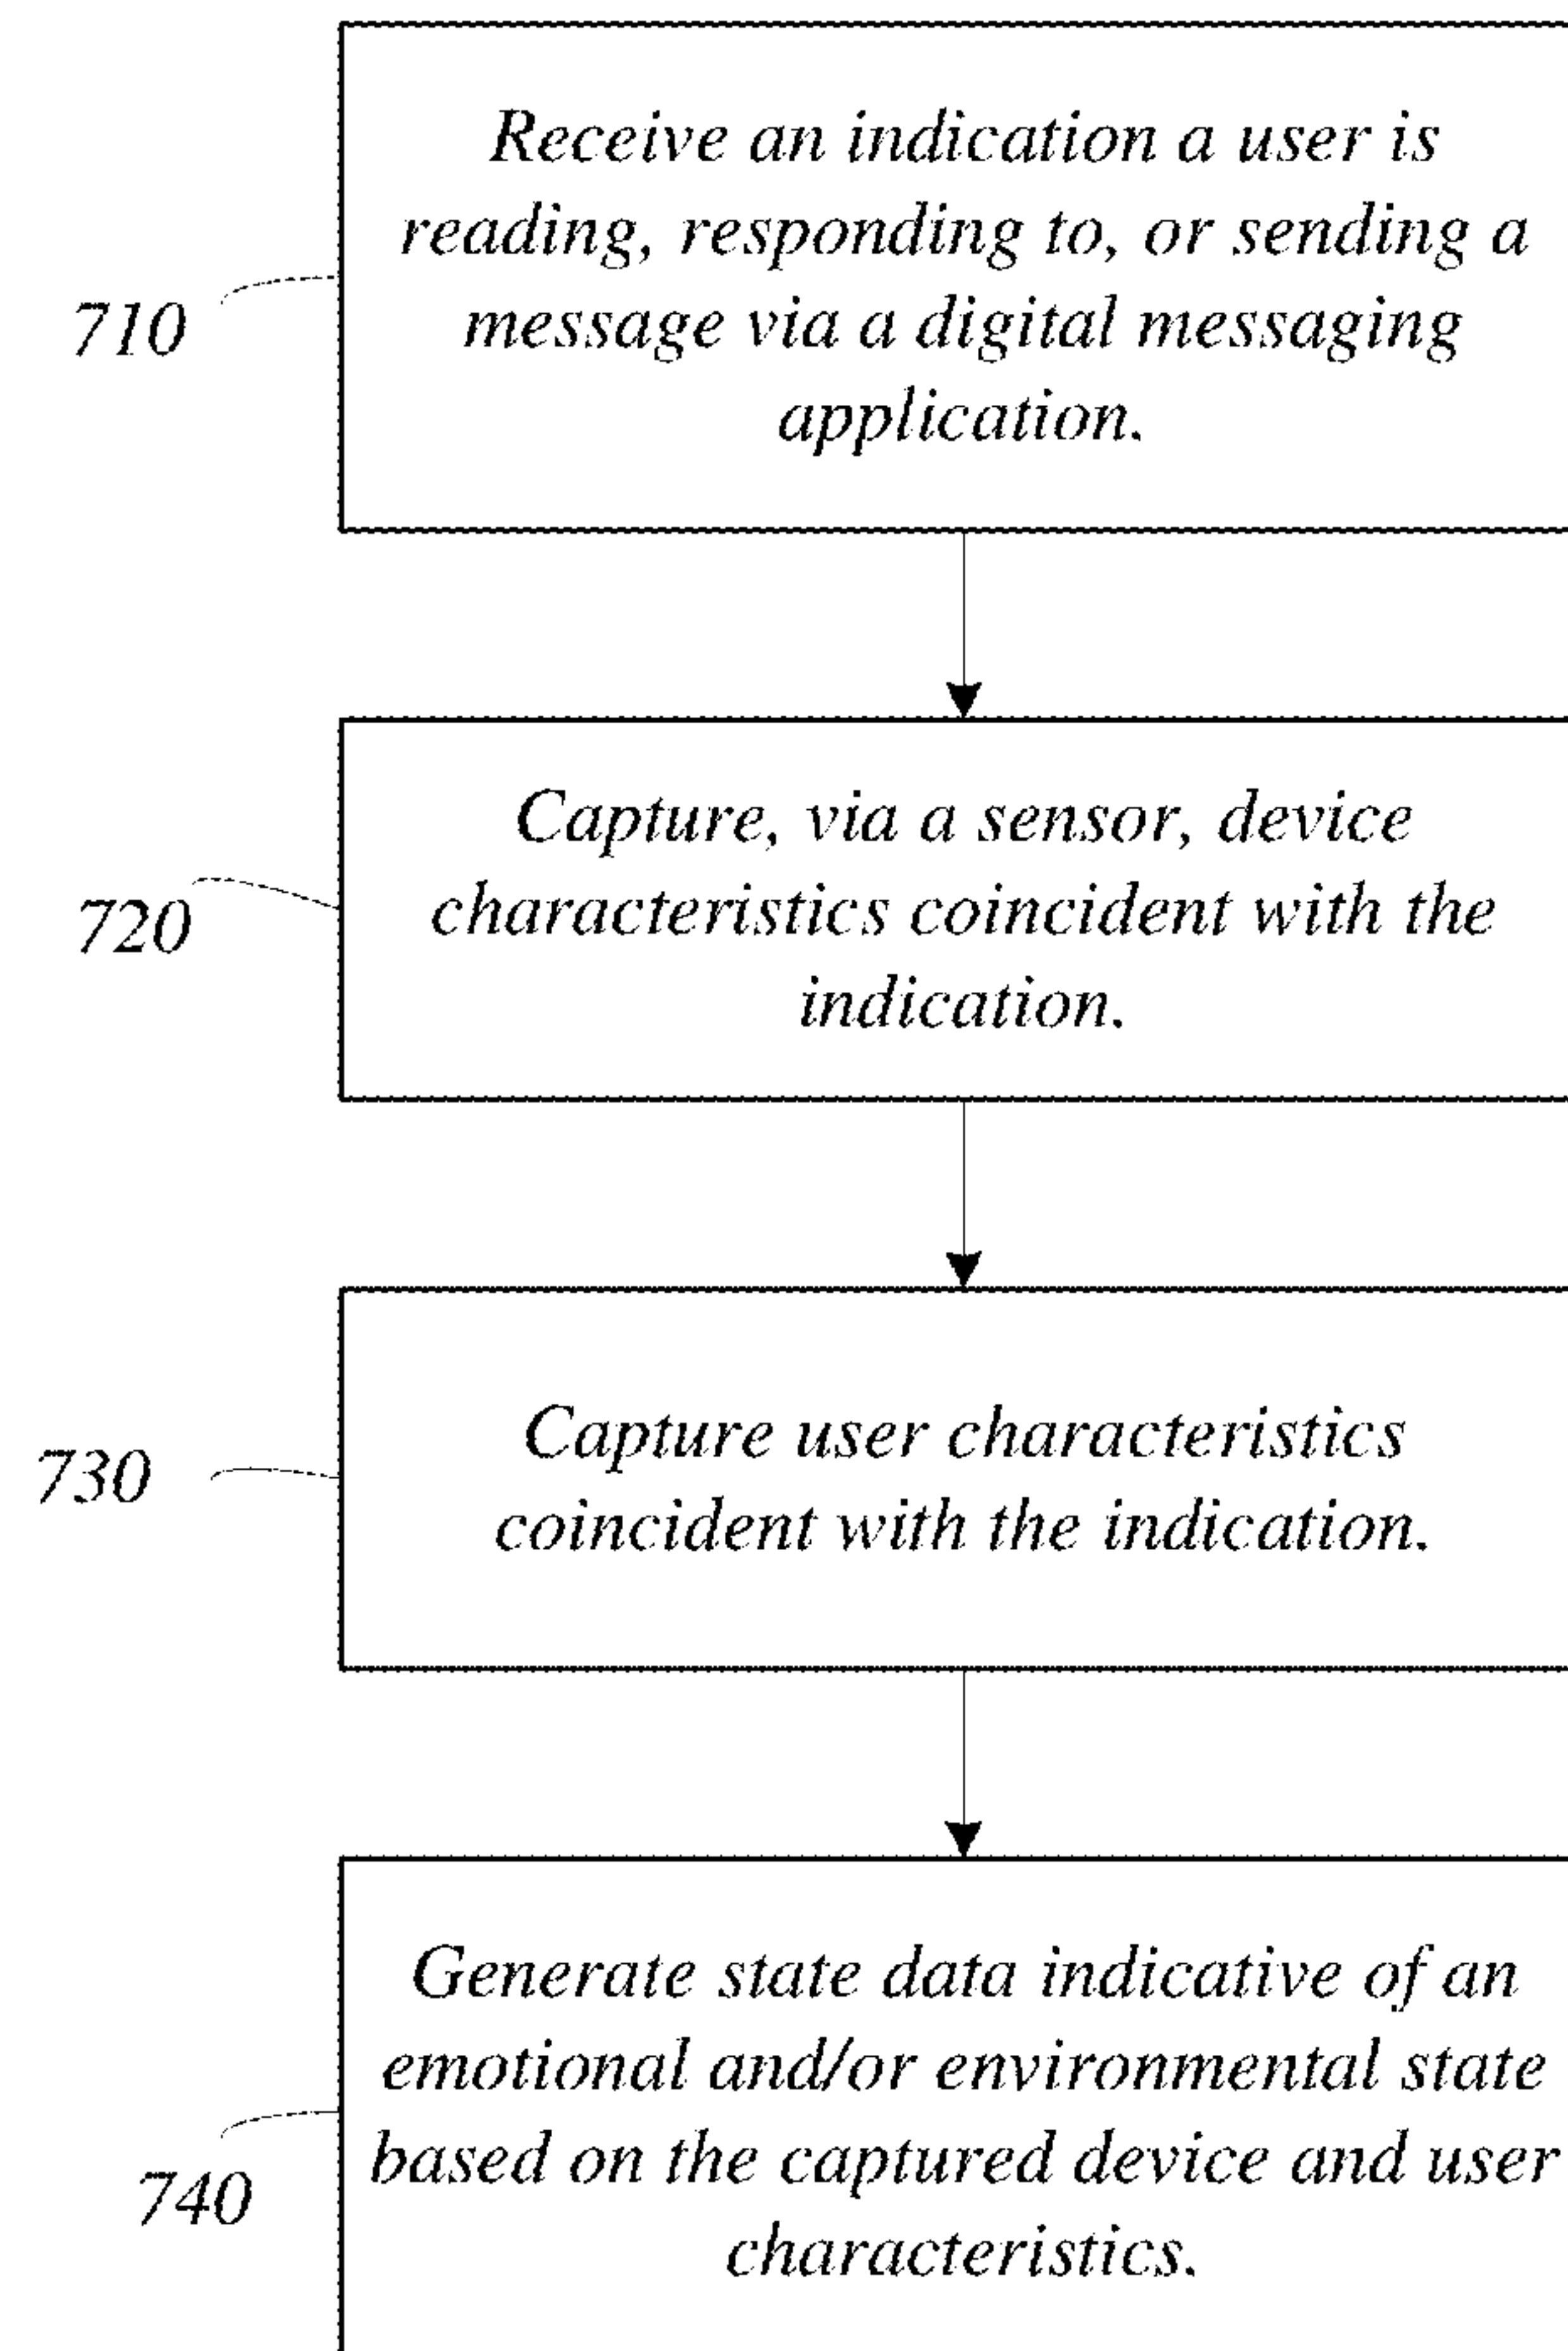 Receive an indication a user is
reading, responding to, or sending a
message via a digital messaging
application.
710
Capture, via a sensor, device
characteristics coincident with the
indication.
720
Capture user characteristics
coincident with the indication.
730
Generate state data indicative of an
emotional and/or environmental state
based on the captured device and user
characteristics.
740